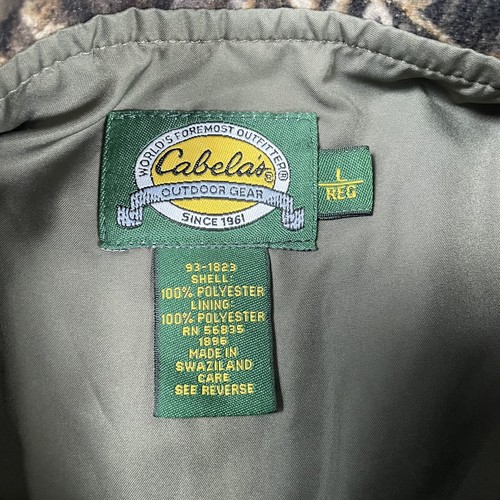 WORLD'S FOREMOST OUTFITTER®
Cabela's®
OUTDOOR GEAR
SINCE 1961
L
REG
93-1823
SHELL:
100% POLYESTER
LINING:
100% POLYESTER
RN 56835
1896
MADE IN
SWAZILAND
CARE
SEE REVERSE